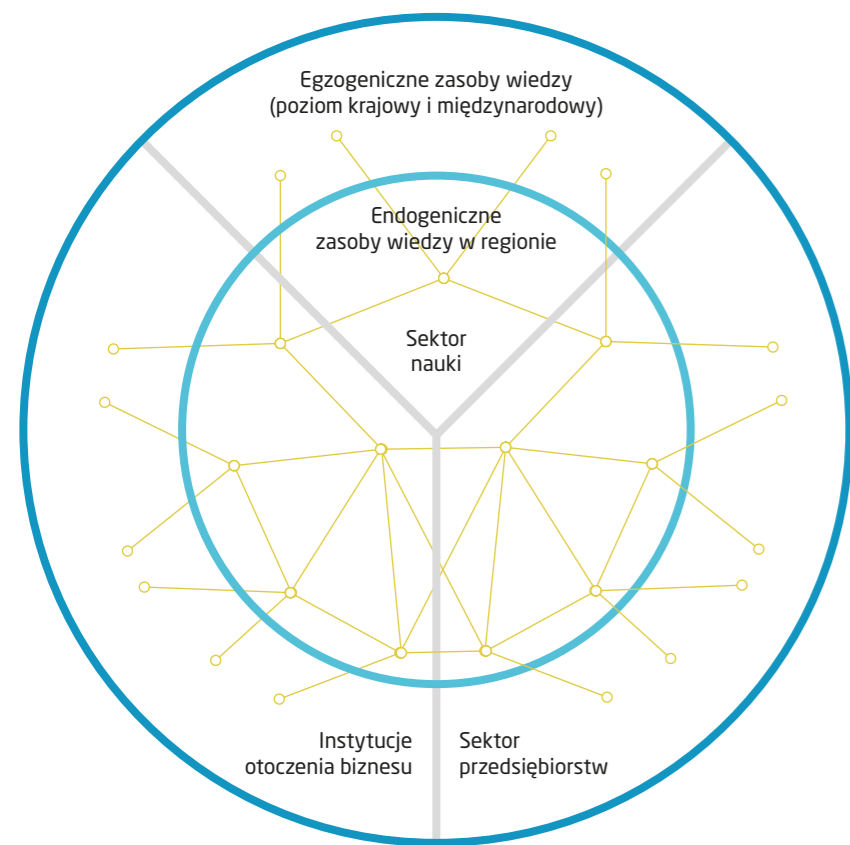 Egzogeniczne zasoby wiedzy
(poziom krajowy i międzynarodowy)
Endogeniczne
zasoby wiedzy w regionie
Sektor
nauki
Instytucje
otoczenia biznesu
Sektor
przedsiębiorstw